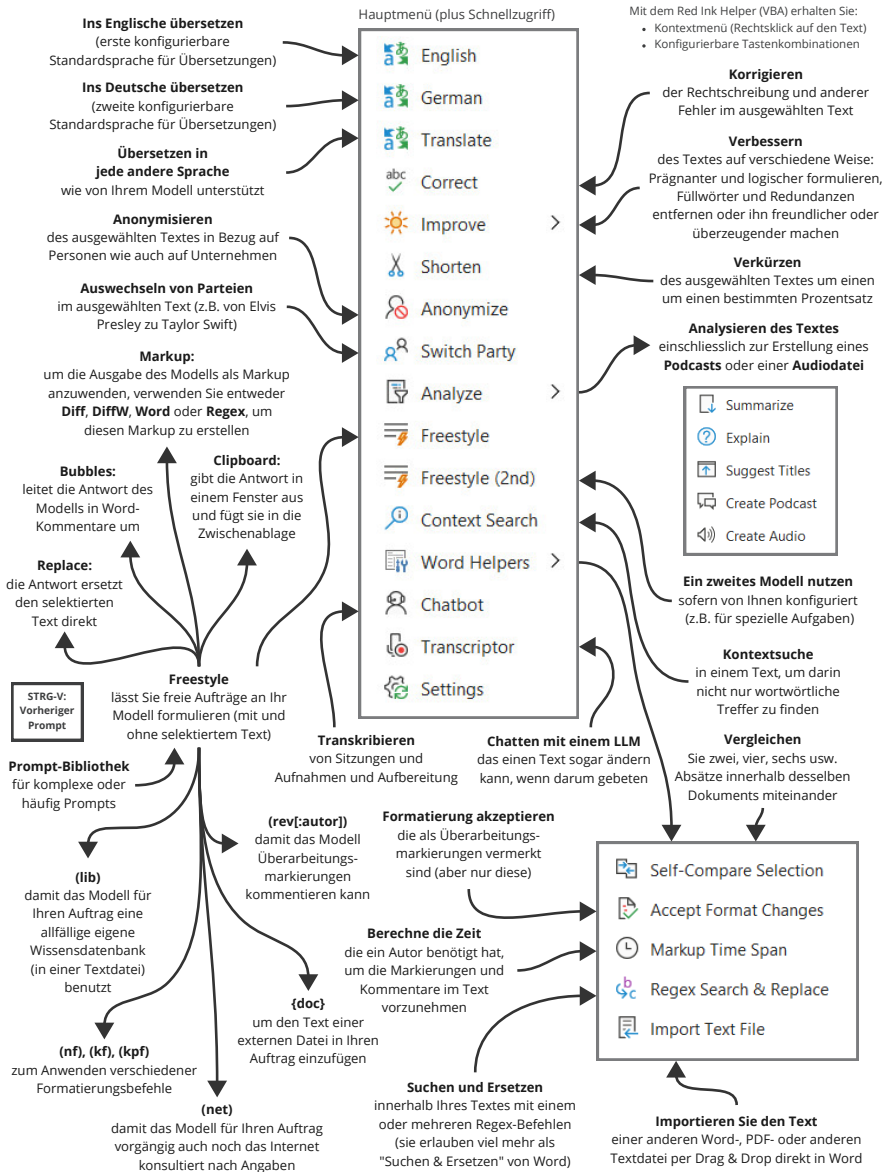 Hauptmenü (plus Schnellzugriff)
Mit dem Red Ink Helper (VBA) erhalten Sie:
• Kontextmenü (Rechtsklick auf den Text)
• Konfigurierbare Tastenkombinationen
Ins Englische übersetzen
(erste konfigurierbare
Standardsprache für Übersetzungen)
Ins Deutsche übersetzen
(zweite konfigurierbare
Standardsprache für Übersetzungen)
Übersetzen in
jede andere Sprache
wie von Ihrem Modell unterstützt
Anonymisieren
des ausgewählten Textes in Bezug auf
Personen wie auch auf Unternehmen
Auswechseln von Parteien
im ausgewählten Text (z.B. von Elvis
Presley zu Taylor Swift)
Markup:
um die Ausgabe des Modells als Markup
anzuwenden, verwenden Sie entweder
Diff, DiffW, Word oder Regex, um
diesen Markup zu erstellen
Bubbles:
leitet die Antwort des
Modells in Word-
Kommentare um
Clipboard:
gibt die Antwort in
einem Fenster aus
und fügt sie in die
Zwischenablage
Replace:
die Antwort ersetzt
den selektierten
Text direkt
English
German
Translate
abc
Correct
Improve
Shorten
Anonymize
Switch Party
Analyze
Freestyle
Freestyle (2nd)
Context Search
Word Helpers
Chatbot
Transcriptor
Settings
Korrigieren
der Rechtschreibung und anderer
Fehler im ausgewählten Text
Verbessern
des Textes auf verschiedene Weise:
Prägnanter und logischer formulieren,
Füllwörter und Redundanzen
entfernen oder ihn freundlicher oder
überzeugender machen
Verkürzen
des ausgewählten Textes um einen
um einen bestimmten Prozentsatz
Analysieren des Textes
einschliesslich zur Erstellung eines
Podcasts oder einer Audiodatei
Summarize
Explain
Suggest Titles
Create Podcast
Create Audio
Ein zweites Modell nutzen
sofern von Ihnen konfiguriert
(z.B. für spezielle Aufgaben)
Kontextsuche
in einem Text, um darin
nicht nur wortwörtliche
Treffer zu finden
Vergleichen
Sie zwei, vier, sechs usw.
Absätze innerhalb desselben
Dokuments miteinander
STRG-V:
Vorheriger
Prompt
Freestyle
lässt Sie freie Aufträge an Ihr
Modell formulieren (mit und
ohne selektiertem Text)
Prompt-Bibliothek
für komplexe oder
häufig Prompts
Transkribieren
von Sitzungen und
Aufnahmen und Aufbereitung
Chatten mit einem LLM
das einen Text sogar ändern
kann, wenn darum gebeten
(lib)
damit das Modell für
Ihren Auftrag eine
allfällige eigene
Wissensdatenbank
(in einer Textdatei)
benutzt
(rev[:autor])
damit das Modell
Überarbeitungs-
markierungen
kommentieren kann
Formatierung akzeptieren
die als Überarbeitungs-
markierungen vermerkt
sind (aber nur diese)
Berechne die Zeit
die ein Autor benötigt hat,
um die Markierungen und
Kommentare im Text
vorzunehmen
Self-Compare Selection
Accept Format Changes
Markup Time Span
Regex Search & Replace
Import Text File
{doc}
um den Text einer
externen Datei in Ihren
Auftrag einzufügen
(nf), (kf), (kpf)
zum Anwenden verschiedener
Formatierungsbefehle
(net)
damit das Modell für Ihren Auftrag
vorgängig auch noch das Internet
konsultiert nach Angaben
Suchen und Ersetzen
innerhalb Ihres Textes mit einem
oder mehreren Regex-Befehlen
(sie erlauben viel mehr als
"Suchen & Ersetzen" von Word)
Importieren Sie den Text
einer anderen Word-, PDF- oder anderen
Textdatei per Drag & Drop direkt in Word